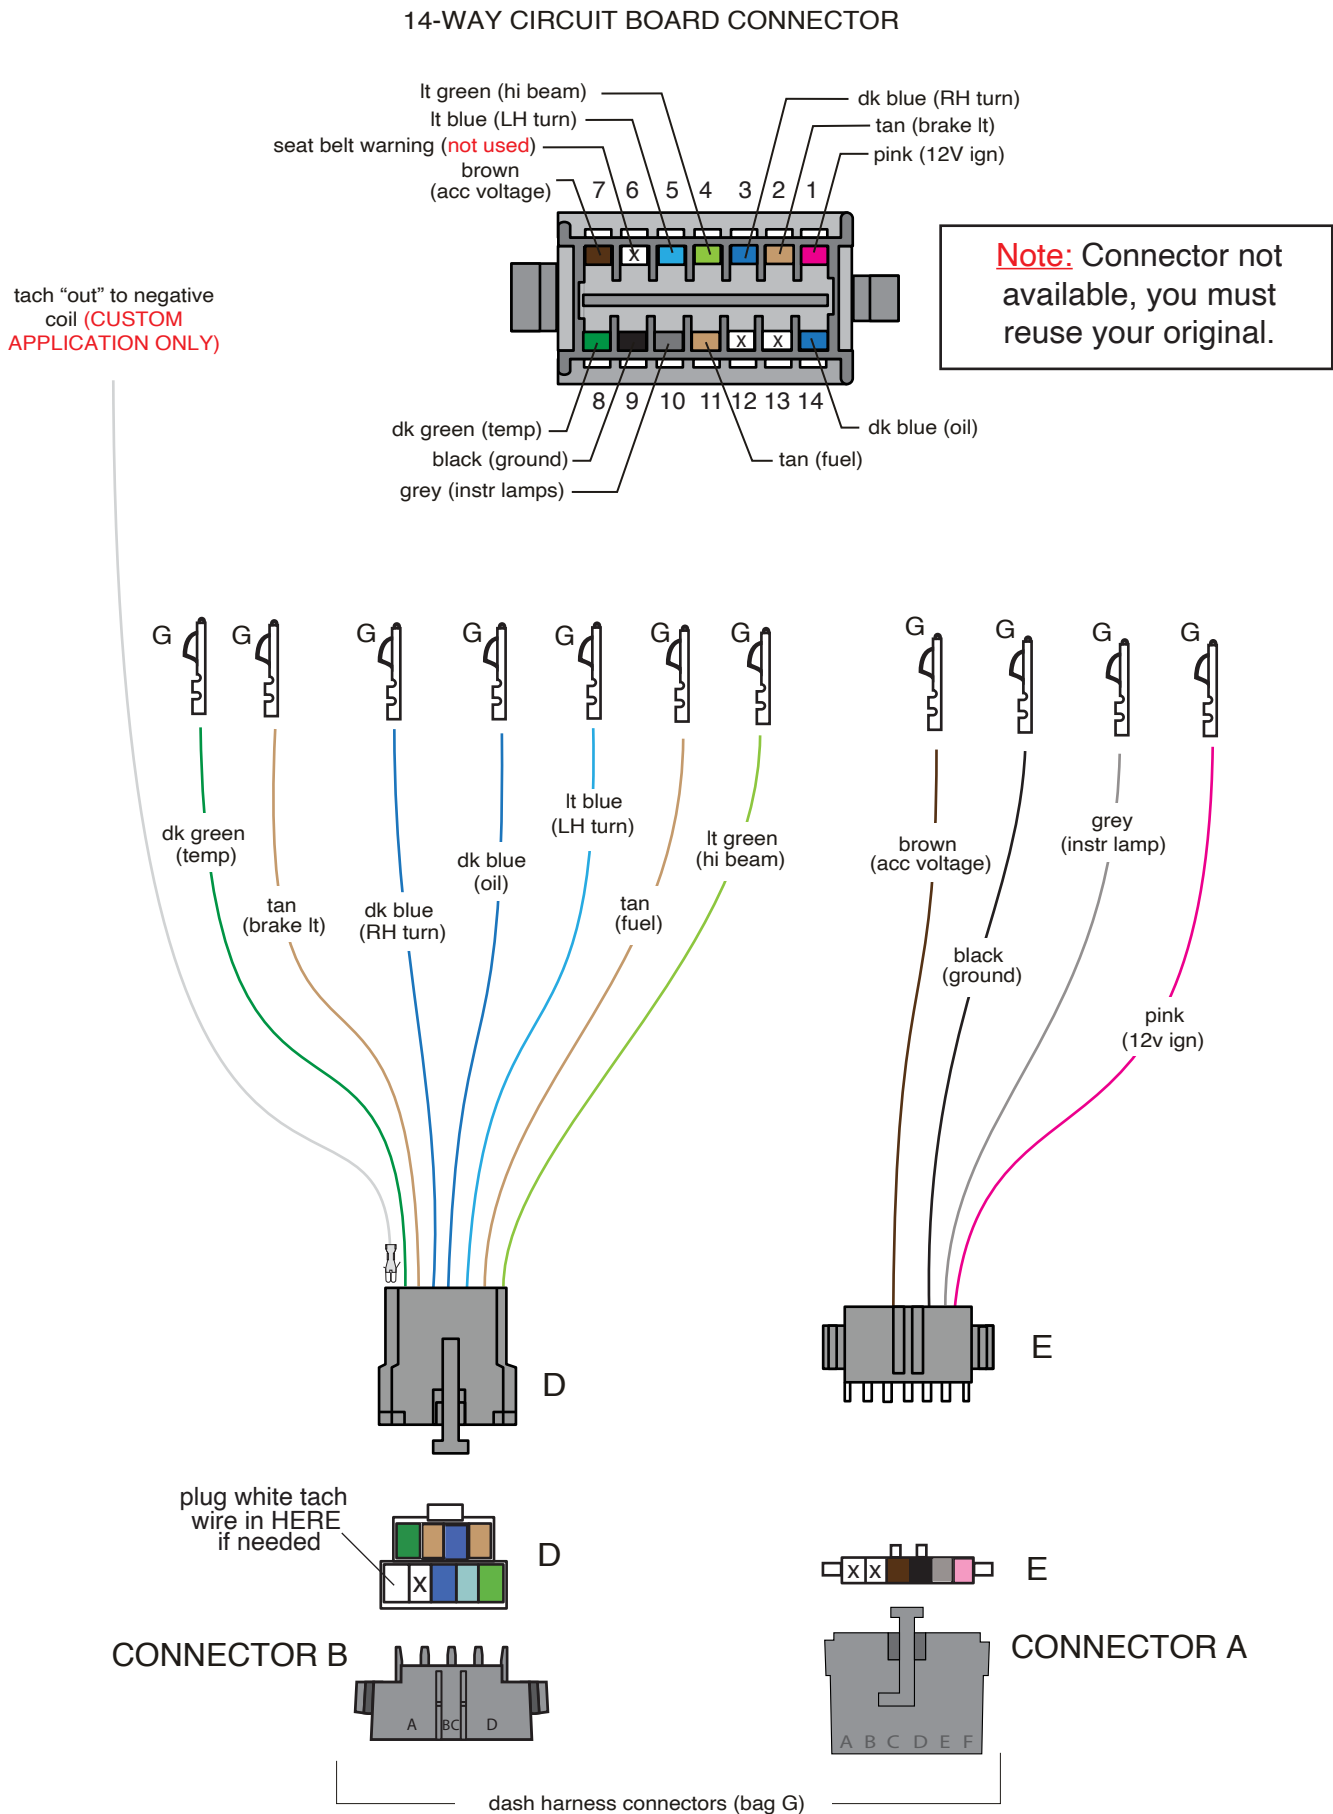 14-WAY CIRCUIT BOARD CONNECTOR
lt green (hi beam)
lt blue (LH turn)
seat belt warning (not used)
brown
(acc voltage)
dk blue (RH turn)
tan (brake lt)
pink (12V ign)
7 6 5 4 3 2 1
X
X X
8 9 10 11 12 13 14
dk green (temp)
black (ground)
grey (instr lamps)
dk blue (oil)
tan (fuel)
Note: Connector not
available, you must
reuse your original.
tach “out” to negative
coil (CUSTOM
APPLICATION ONLY)
G G G G G G G G G G G
dk green
(temp)
tan
(brake lt)
dk blue
(RH turn)
dk blue
(oil)
lt blue
(LH turn)
tan
(fuel)
lt green
(hi beam)
brown
(acc voltage)
black
(ground)
grey
(instr lamp)
pink
(12v ign)
D
E
plug white tach
wire in HERE
if needed
X
D
X X
E
CONNECTOR B
A BC D
CONNECTOR A
A B C D E F
dash harness connectors (bag G)